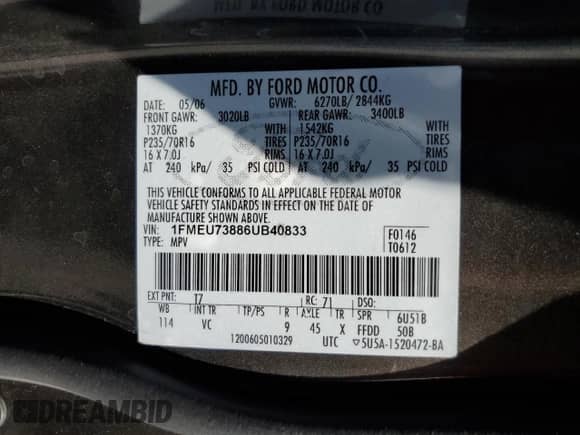 MFD. BY FORD MOTOR CO.
MFD. BY FORD MOTOR CO.
DATE: 05/06 GVWR: 6270LB/ 2844KG
FRONT GAWR: 3020LB REAR GAWR: 3400LB
1370KG WITH 1542KG WITH
P235/70R16 TIRES P235/70R16 TIRES
16 X 7.0J RIMS 16 X 7.0J RIMS
AT 240 kPa/ 35 PSI COLD AT 240 kPa/ 35 PSI COLD
THIS VEHICLE CONFORMS TO ALL APPLICABLE FEDERAL MOTOR
VEHICLE SAFETY STANDARDS IN EFFECT ON THE DATE OF
MANUFACTURE SHOWN ABOVE.
VIN: 1FMEU73886UB40833 F0146
TYPE: MPV T0612
EXT PNT: T7 RC: 71 DSO:
WB INT TR TP/PS R AXLE TR SPR 6U51B
114 VC 9 45 X FFDD 50B
1200605010329 UTC ▽5U5A-1520472-BA
DREAMBID